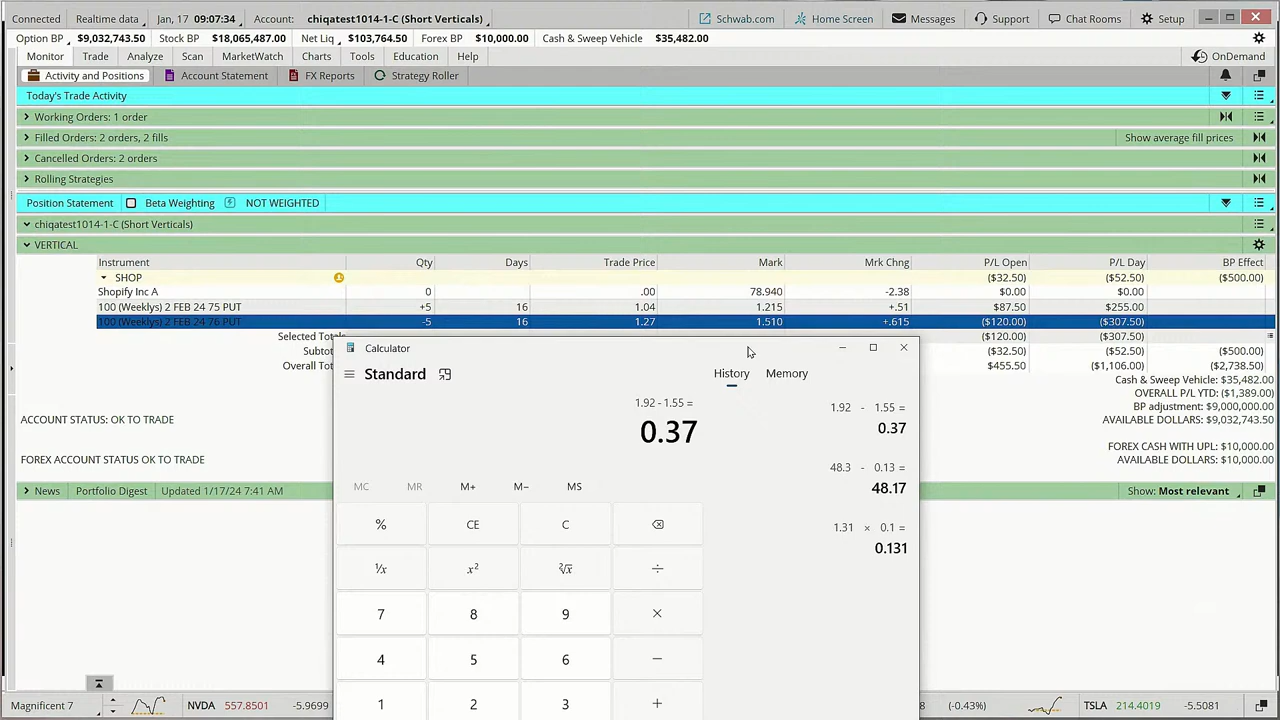 Connected Realtime data Jan, 17 09:07:34 Account: chiqatest1014-1-C (Short Verticals) Schwab.com Home Screen Messages Support Chat Rooms Setup
Option BP $9,032,743.50 Stock BP $18,065,487.00 Net Liq $103,764.50 Forex BP $10,000.00 Cash & Sweep Vehicle $35,482.00
Monitor Trade Analyze Scan MarketWatch Charts Tools Education Help OnDemand
Activity and Positions Account Statement FX Reports Strategy Roller
Today's Trade Activity
Working Orders: 1 order
Filled Orders: 2 orders, 2 fills Show average fill prices
Cancelled Orders: 2 orders
Rolling Strategies
Position Statement Beta Weighting NOT WEIGHTED
chiqatest1014-1-C (Short Verticals)
VERTICAL
Instrument Qty Days Trade Price Mark Mrk Chng P/L Open P/L Day BP Effect
SHOP ($32.50) ($52.50) ($500.00)
Shopify Inc A 0 .00 78.940 -2.38 $0.00 $0.00
100 (Weeklys) 2 FEB 24 75 PUT +5 16 1.04 1.215 +.51 $87.50 $255.00
100 (Weeklys) 2 FEB 24 76 PUT -5 16 1.27 1.510 +.615 ($120.00) ($307.50)
Selected Totals ($120.00) ($307.50)
Subto ($32.50) ($52.50) ($500.00)
Overall To $455.50 ($1,106.00) ($2,738.50)
Cash & Sweep Vehicle: $35,482.00
OVERALL P/L YTD: ($1,389.00)
BP adjustment: $9,000,000.00
ACCOUNT STATUS: OK TO TRADE AVAILABLE DOLLARS: $9,032,743.50
FOREX CASH WITH UPL: $10,000.00
FOREX ACCOUNT STATUS OK TO TRADE AVAILABLE DOLLARS: $10,000.00
News Portfolio Digest Updated 1/17/24 7:41 AM Show: Most relevant
Calculator
Standard History Memory
1.92 - 1.55 =
0.37
1.92 - 1.55 =
0.37
48.3 - 0.13 =
48.17
1.31 × 0.1 =
0.131
MC MR M+ M− MS
% CE C
¹/x x² ²√x ÷
7 8 9 ×
4 5 6 −
1 2 3 +
Magnificent 7 NVDA 557.8501 -5.9699 (-0.43%) TSLA 214.4019 -5.5081